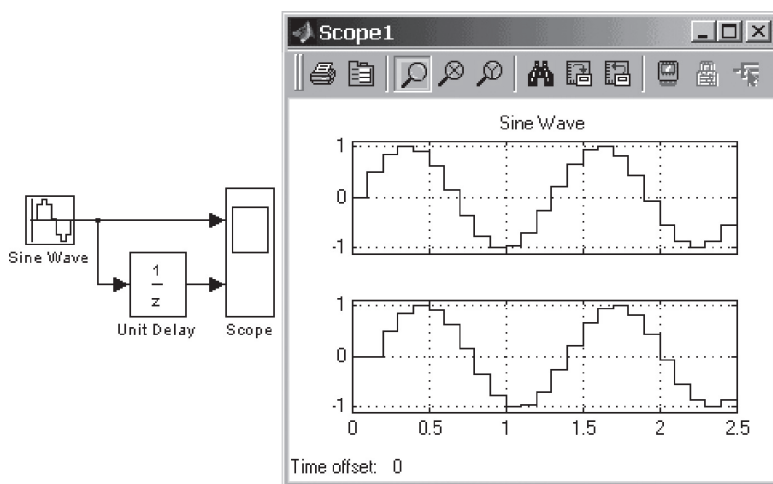 Scope1
Sine Wave
1
0
-1
1
0
-1
0
0.5
1
1.5
2
2.5
Time offset: 0
Sine Wave
1
z
Unit Delay
Scope